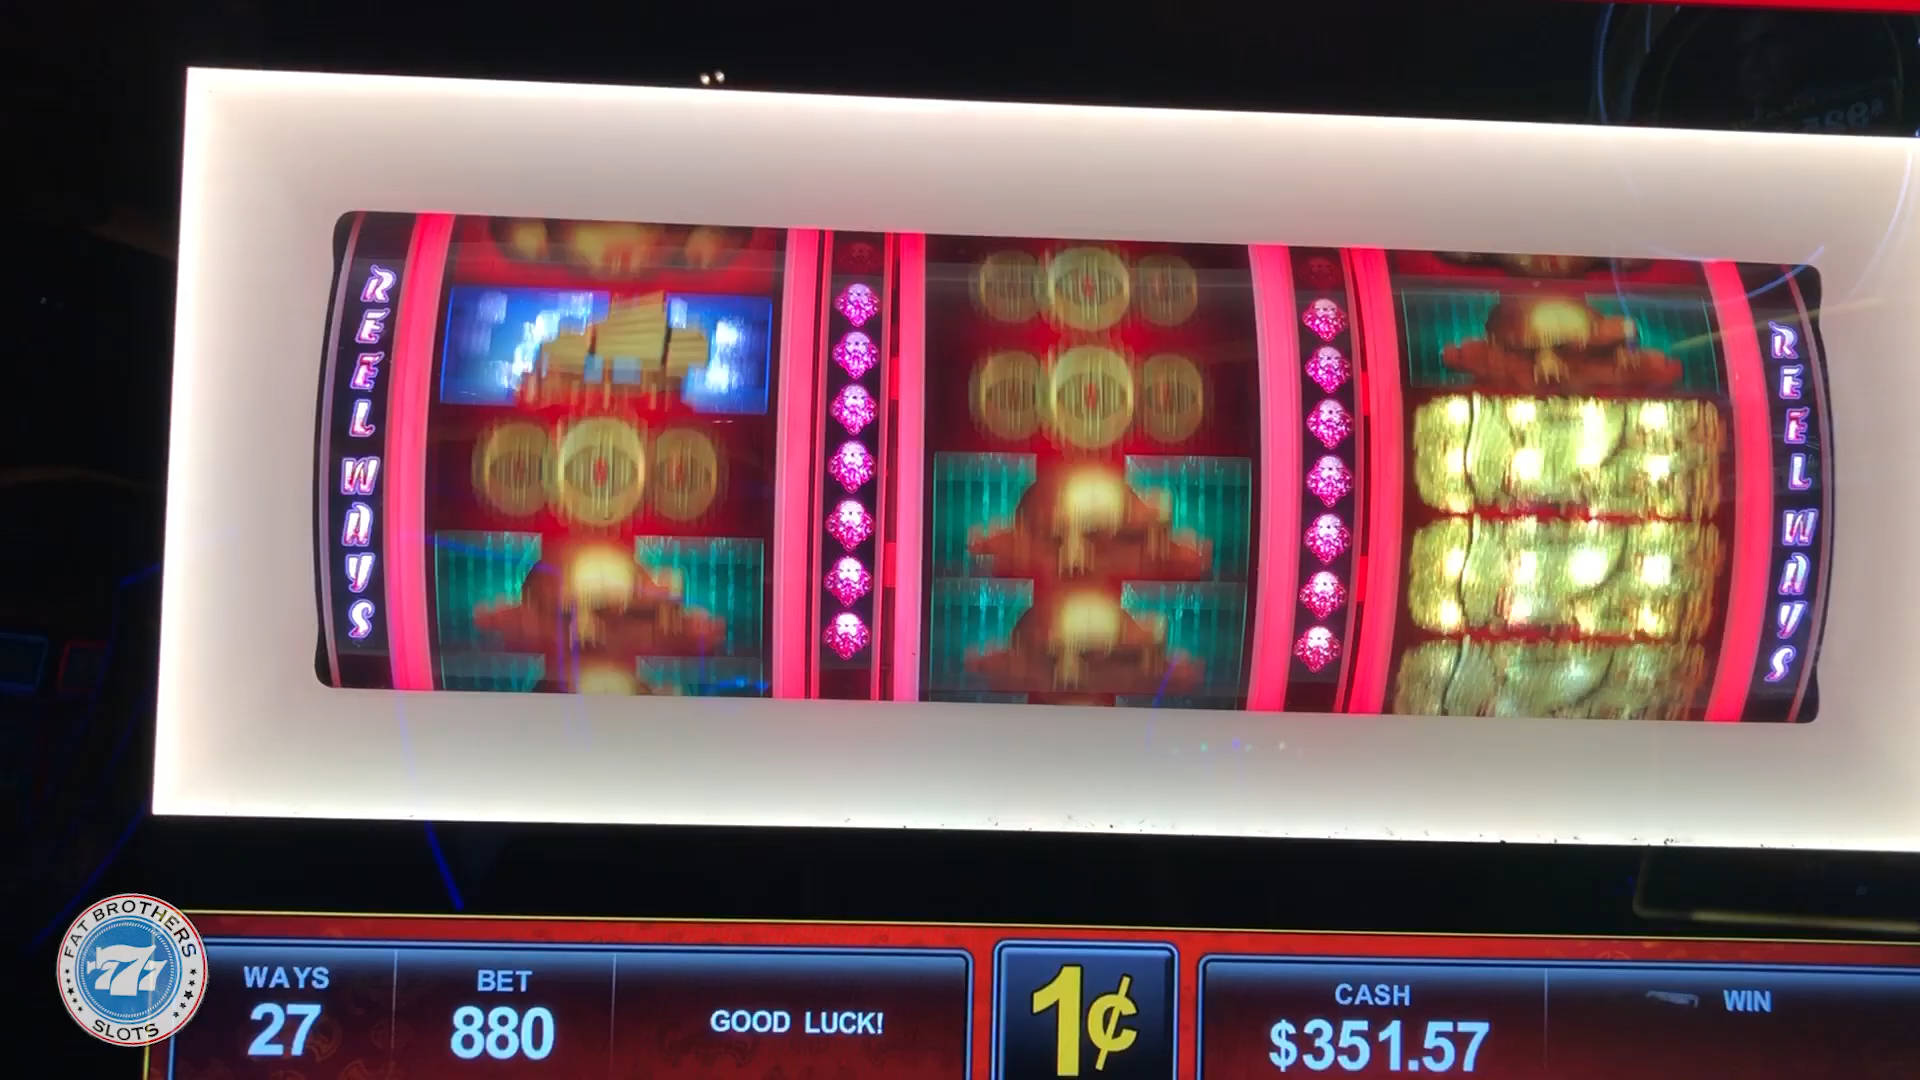 REEL WAYS
REEL WAYS
FAT BROTHERS
777
SLOTS
WAYS
27
BET
880
GOOD LUCK!
1¢
CASH
$351.57
WIN